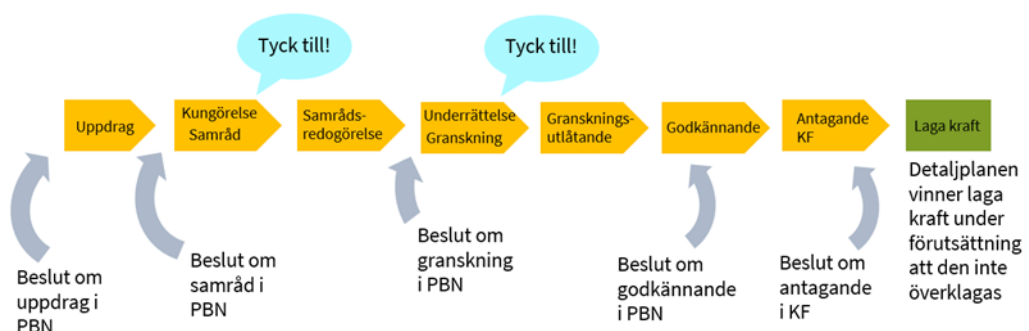 Tyck till!
Tyck till!
Uppdrag
Kungörelse
Samråd
Samråds-
redogörelse
Underrättelse
Granskning
Gransknings-
utlåtande
Godkännande
Antagande
KF
Laga kraft
Beslut om
uppdrag i
PBN
Beslut om
samråd i
PBN
Beslut om
granskning
i PBN
Beslut om
godkännande
i PBN
Beslut om
antagande
i KF
Detaljplanen
vinner laga
kraft under
förutsättning
att den inte
överklagas